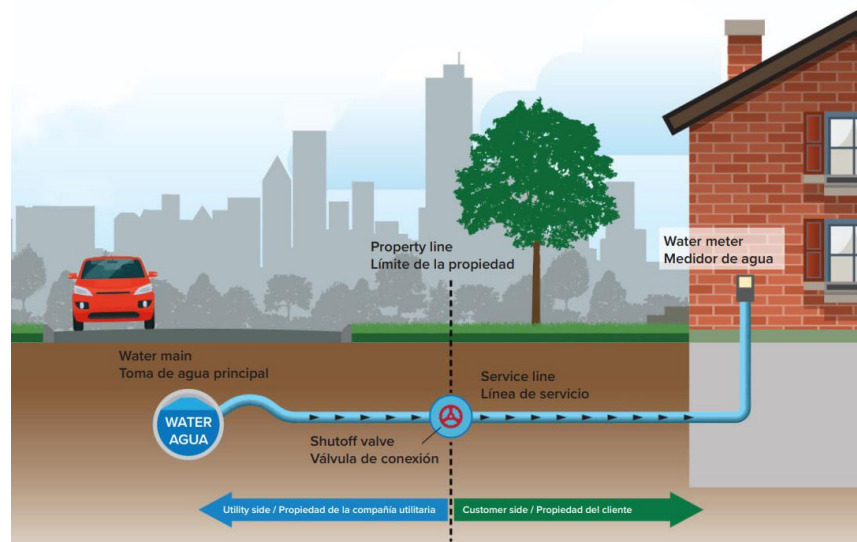 Property line
Límite de la propiedad
Water meter
Medidor de agua
Water main
Toma de agua principal
Service line
Línea de servicio
WATER
AGUA
Shutoff valve
Válvula de conexión
Utility side / Propiedad de la compañía utilitaria
Customer side / Propiedad del cliente